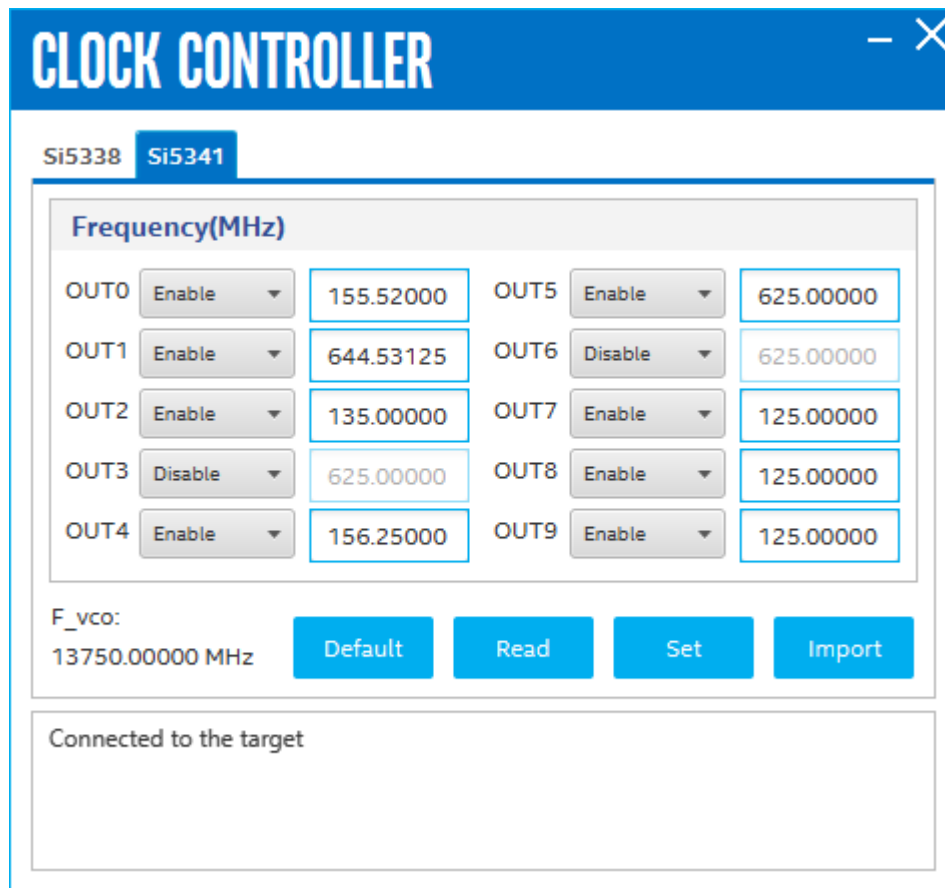 CLOCK CONTROLLER
Si5338 Si5341
Frequency(MHz)
OUT0 Enable 155.52000 OUT5 Enable 625.00000
OUT1 Enable 644.53125 OUT6 Disable 625.00000
OUT2 Enable 135.00000 OUT7 Enable 125.00000
OUT3 Disable 625.00000 OUT8 Enable 125.00000
OUT4 Enable 156.25000 OUT9 Enable 125.00000
F_vco:
13750.00000 MHz Default Read Set Import
Connected to the target